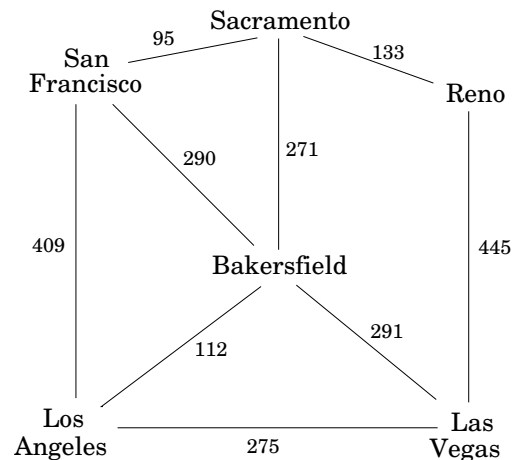 Sacramento
95
133
San
Francisco
Reno
290
271
409
445
Bakersfield
112
291
Los
Angeles
275
Las
Vegas